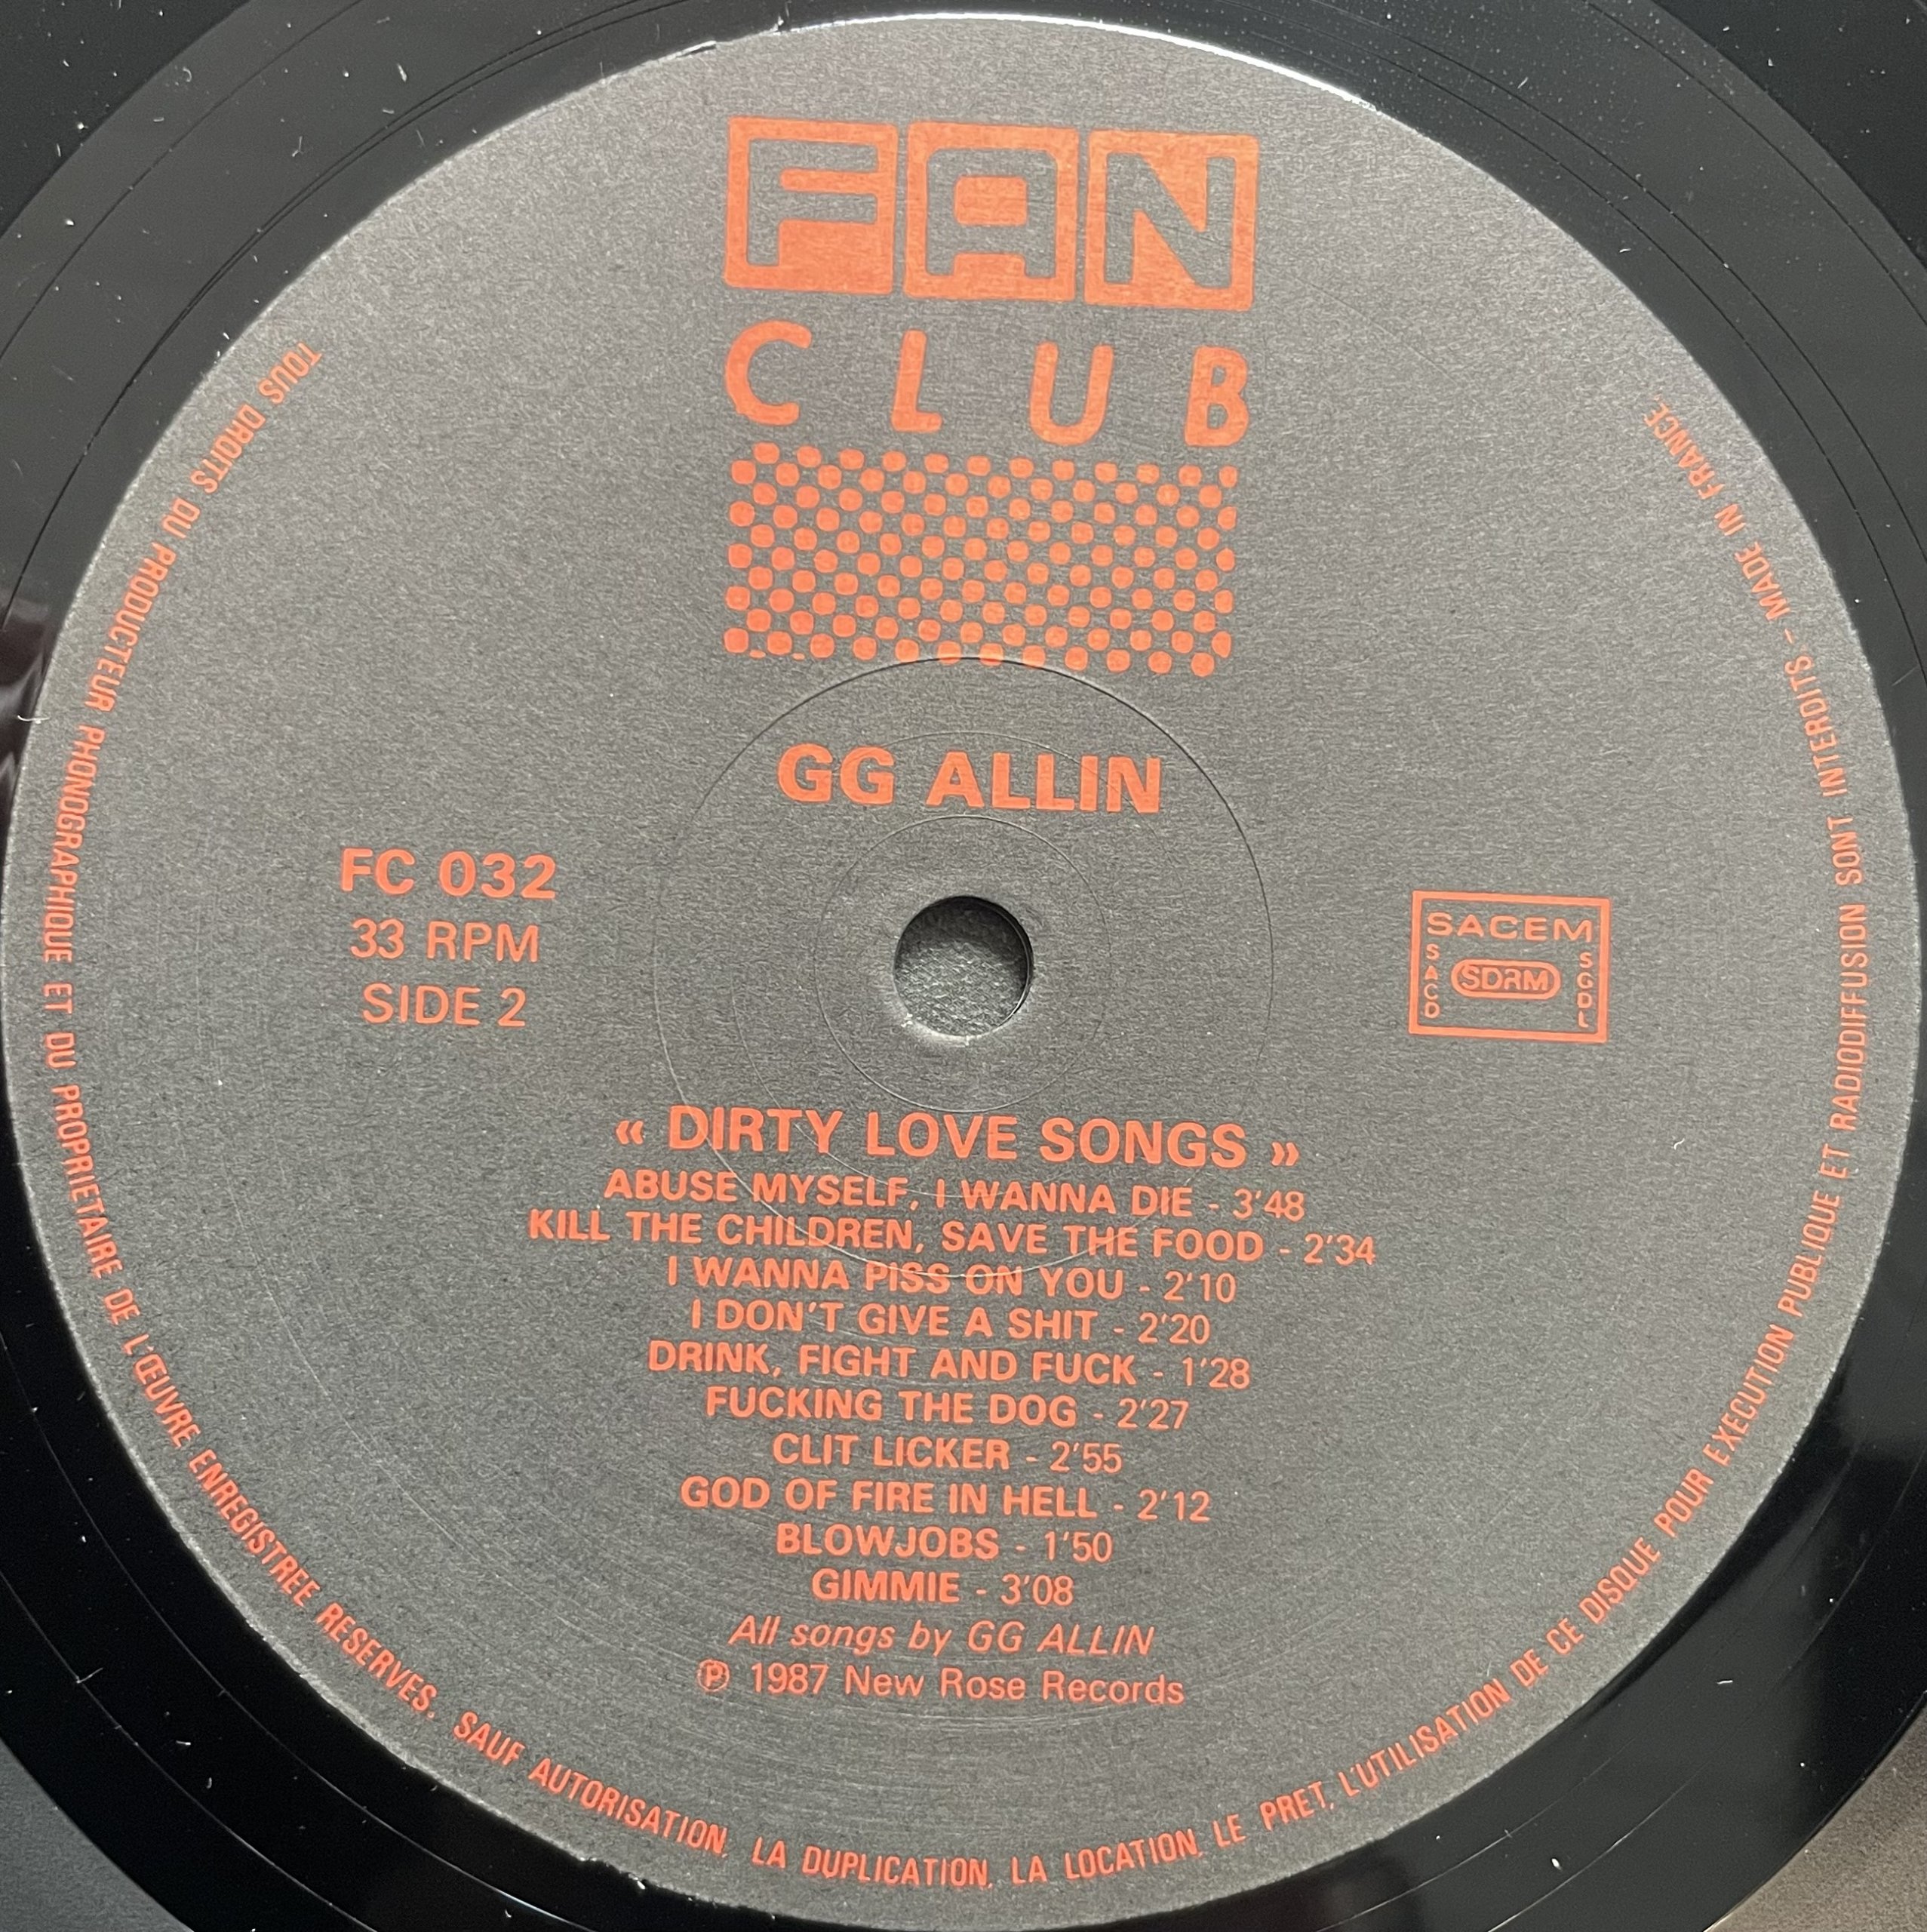 FAN
CLUB
GG ALLIN
FC 032
33 RPM
SIDE 2
SACEM
SACD
SDRM
SGDL
« DIRTY LOVE SONGS »
ABUSE MYSELF, I WANNA DIE - 3'48
KILL THE CHILDREN, SAVE THE FOOD - 2'34
I WANNA PISS ON YOU - 2'10
I DON'T GIVE A SHIT - 2'20
DRINK, FIGHT AND FUCK - 1'28
FUCKING THE DOG - 2'27
CLIT LICKER - 2'55
GOD OF FIRE IN HELL - 2'12
BLOWJOBS - 1'50
GIMMIE - 3'08
All songs by GG ALLIN
Ⓟ 1987 New Rose Records
TOUS DROITS DU PRODUCTEUR PHONOGRAPHIQUE ET DU PROPRIETAIRE DE L'ŒUVRE ENREGISTREE RESERVES. SAUF AUTORISATION, LA DUPLICATION, LA LOCATION, LE PRET, L'UTILISATION DE CE DISQUE POUR EXECUTION PUBLIQUE ET RADIODIFFUSION SONT INTERDITS - MADE IN FRANCE.